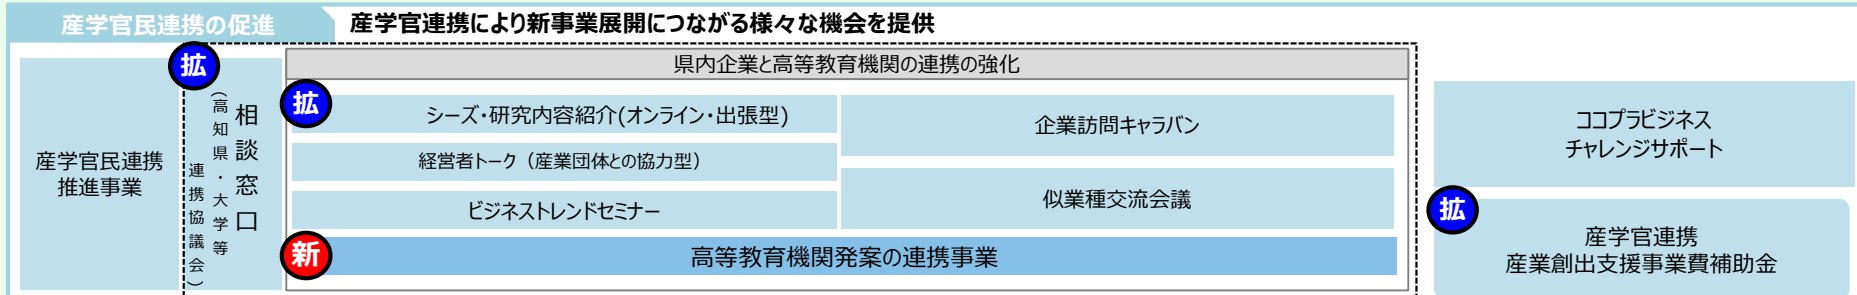 産学官民連携の促進
産学官連携により新事業展開につながる様々な機会を提供
産学官民連携
推進事業
拡
相談窓口
(高知県・大学等
連携協議会)
県内企業と高等教育機関の連携の強化
拡
シーズ・研究内容紹介(オンライン・出張型)
経営者トーク（産業団体との協力型）
ビジネストレンドセミナー
企業訪問キャラバン
似業種交流会議
新
高等教育機関発案の連携事業
ココプラビジネス
チャレンジサポート
拡
産学官連携
産業創出支援事業費補助金